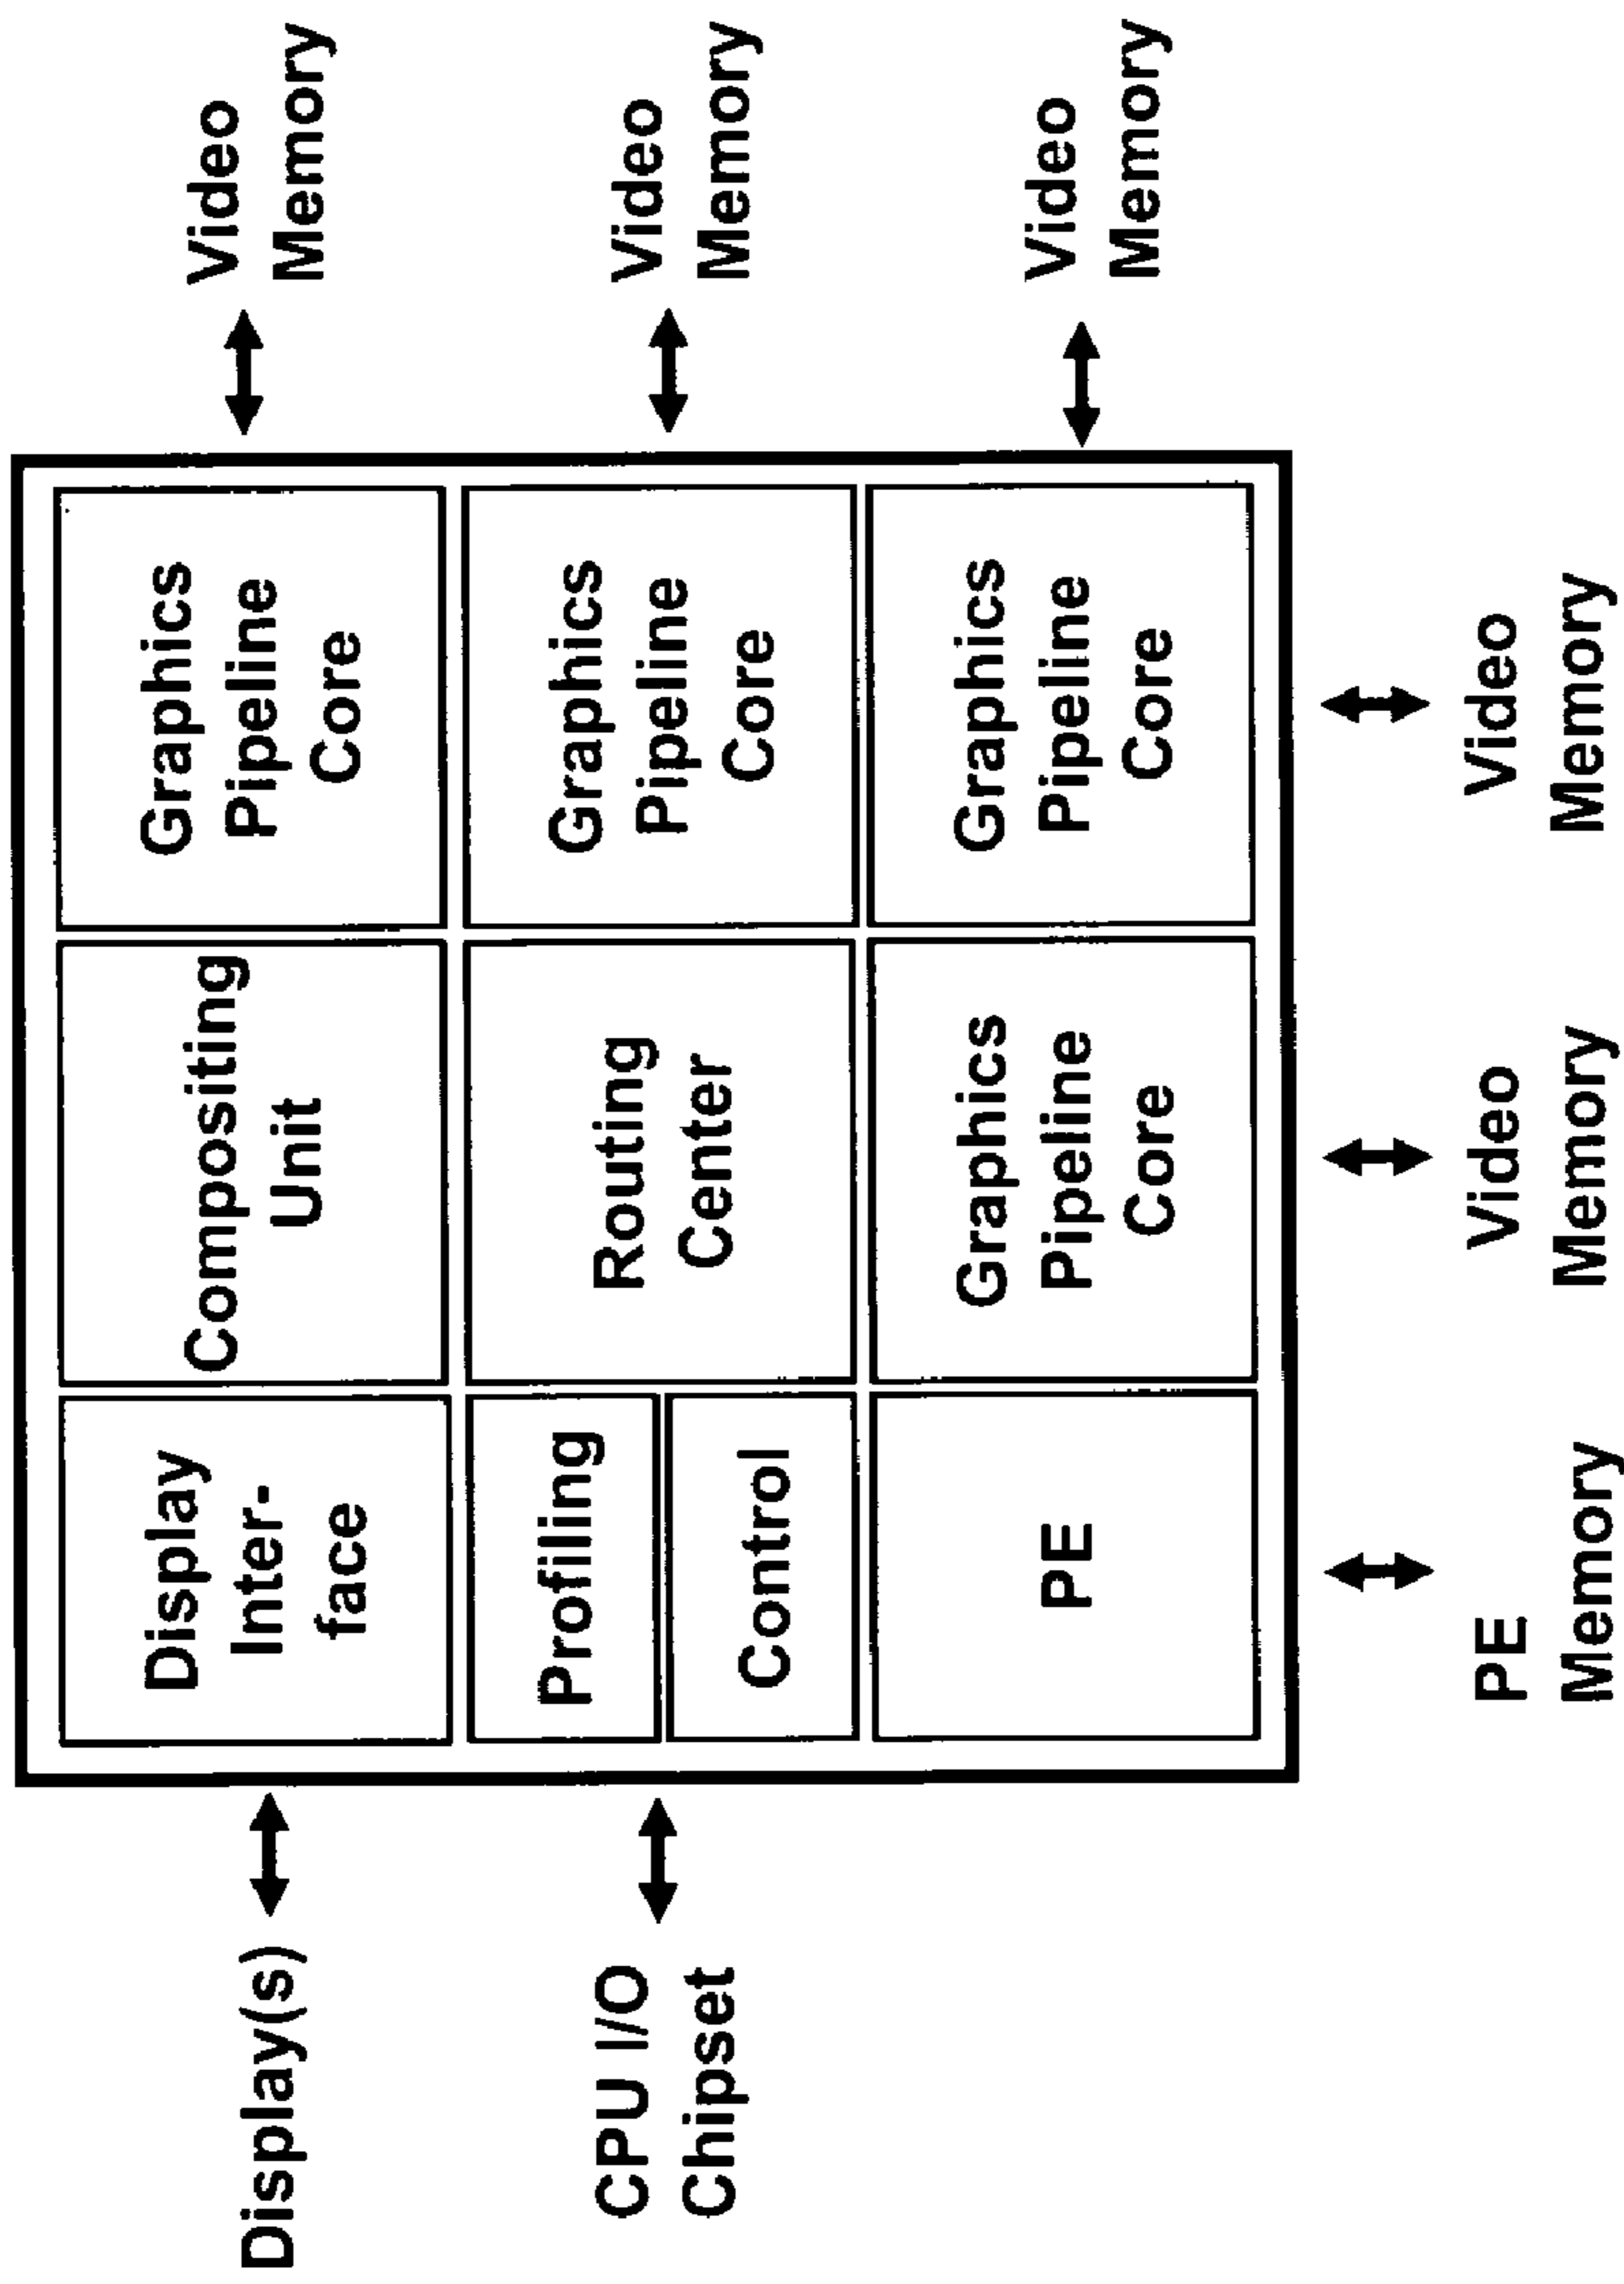 Display(s)
Display
Inter-
face
Compositing
Unit
Graphics
Pipeline
Core
Video
Memory
CPU I/O
Chipset
Profiling
Control
Routing
Center
Graphics
Pipeline
Core
Video
Memory
PE
Graphics
Pipeline
Core
Graphics
Pipeline
Core
Video
Memory
PE
Memory
Video
Memory
Video
Memory